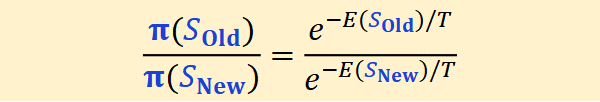 π(S_Old)/π(S_New) = e^{-E(S_Old)/T}/e^{-E(S_New)/T}